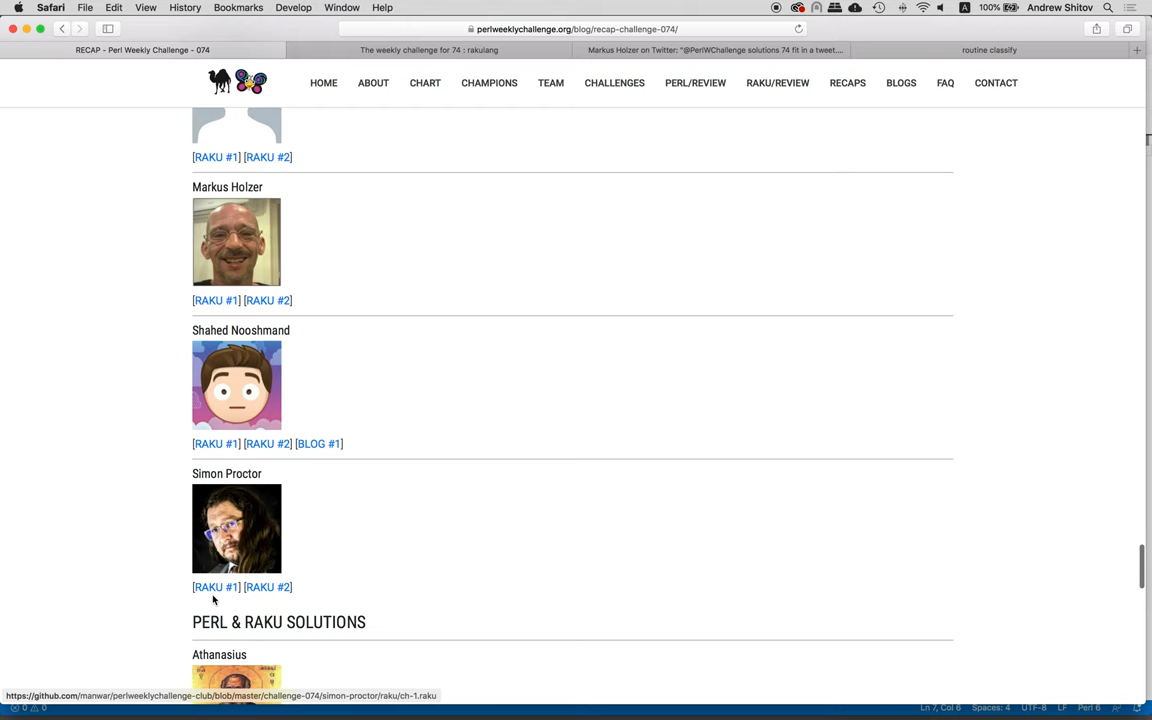 Safari File Edit View History Bookmarks Develop Window Help A 100% Andrew Shitov
perlweeklychallenge.org/blog/recap-challenge-074/
RECAP - Perl Weekly Challenge - 074 The weekly challenge for 74 : rakulang Markus Holzer on Twitter: "@PerlWChallenge solutions 74 fit in a tweet.... routine classify
HOME ABOUT CHART CHAMPIONS TEAM CHALLENGES PERL/REVIEW RAKU/REVIEW RECAPS BLOGS FAQ CONTACT
[RAKU #1] [RAKU #2]
Markus Holzer
[RAKU #1] [RAKU #2]
Shahed Nooshmand
[RAKU #1] [RAKU #2] [BLOG #1]
Simon Proctor
[RAKU #1] [RAKU #2]
PERL & RAKU SOLUTIONS
Athanasius
https://github.com/manwar/perlweeklychallenge-club/blob/master/challenge-074/simon-proctor/raku/ch-1.raku
0 0 Ln 7, Col 6 Spaces: 4 UTF-8 LF Perl 6